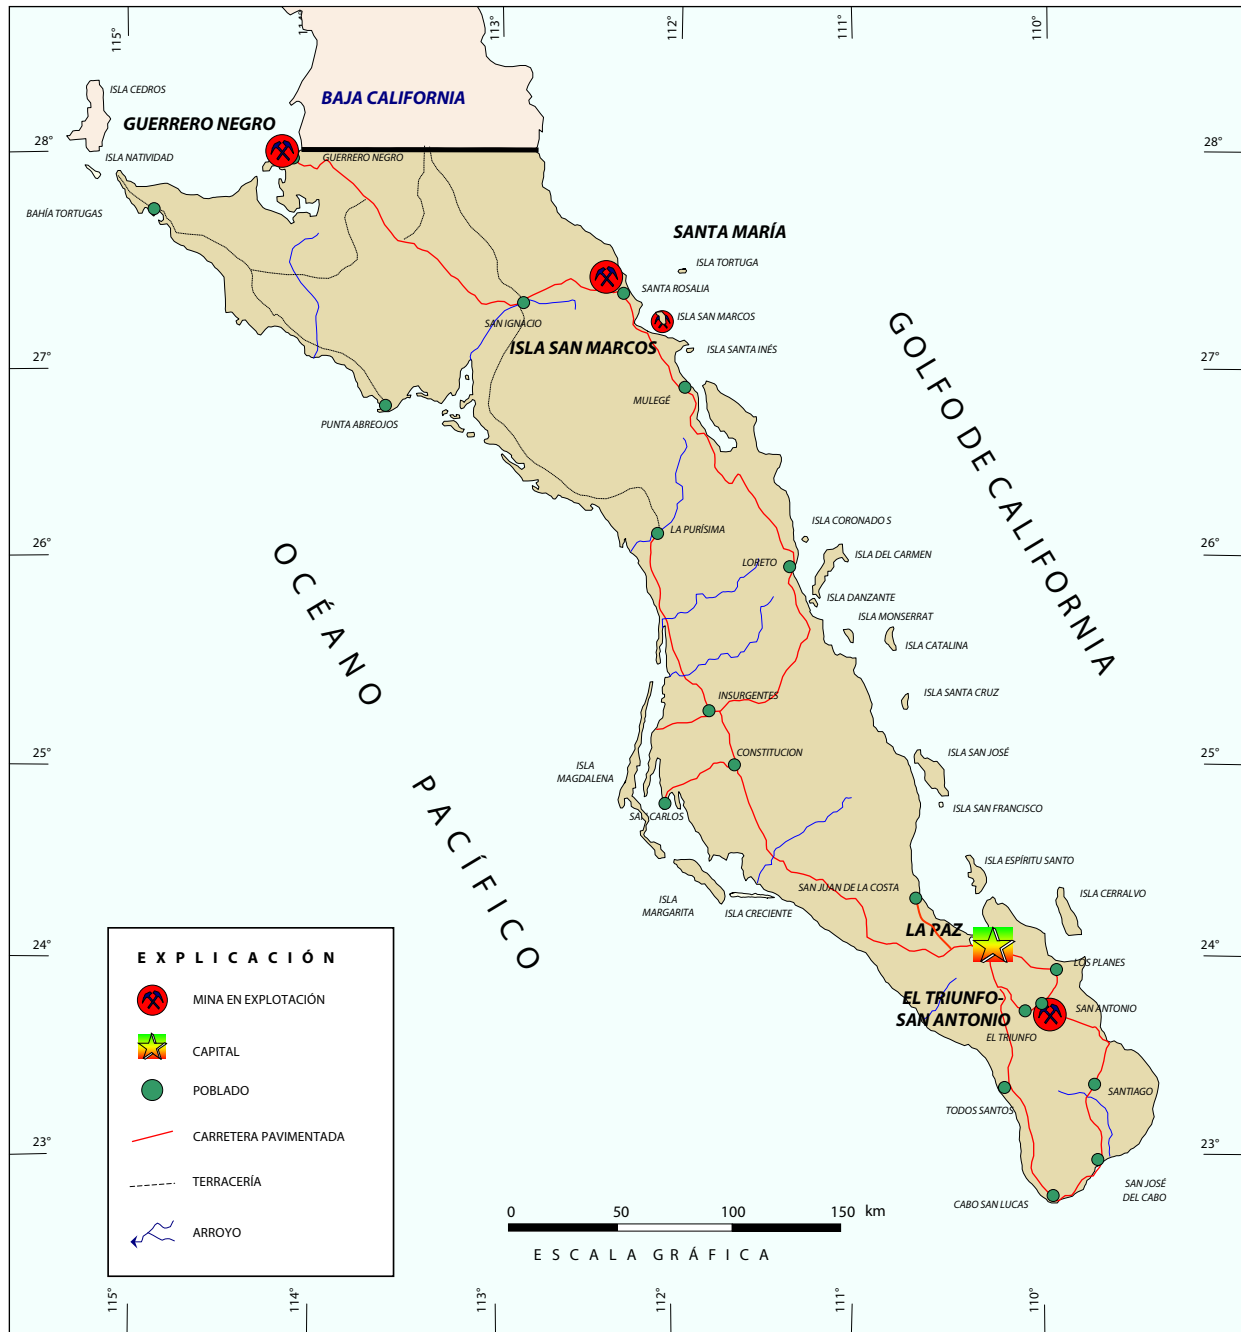 115°
113°
112°
111°
110°
ISLA CEDROS
BAJA CALIFORNIA
GUERRERO NEGRO
28°
28°
ISLA NATIVIDAD
GUERRERO NEGRO
BAHÍA TORTUGAS
SANTA MARÍA
ISLA TORTUGA
SANTA ROSALIA
SAN IGNACIO
ISLA SAN MARCOS
ISLA SAN MARCOS
ISLA SANTA INÉS
27°
27°
MULEGÉ
PUNTA ABREOJOS
GOLFO DE CALIFORNIA
LA PURÍSIMA
ISLA CORONADO S
26°
26°
LORETO
ISLA DEL CARMEN
ISLA DANZANTE
ISLA MONSERRAT
ISLA CATALINA
OCÉANO
PACÍFICO
INSURGENTES
ISLA SANTA CRUZ
CONSTITUCION
ISLA SAN JOSÉ
25°
25°
ISLA
MAGDALENA
SAN CARLOS
ISLA SAN FRANCISCO
ISLA ESPÍRITU SANTO
SAN JUAN DE LA COSTA
ISLA CERRALVO
ISLA
MARGARITA
ISLA CRECIENTE
LA PAZ
24°
24°
LOS PLANES
EL TRIUNFO-
SAN ANTONIO
SAN ANTONIO
EL TRIUNFO
TODOS SANTOS
SANTIAGO
23°
23°
SAN JOSÉ
DEL CABO
CABO SAN LUCAS
EXPLICACIÓN
MINA EN EXPLOTACIÓN
CAPITAL
POBLADO
CARRETERA PAVIMENTADA
TERRACERÍA
ARROYO
0 50 100 150 km
ESCALA GRÁFICA
115°
114°
113°
112°
111°
110°